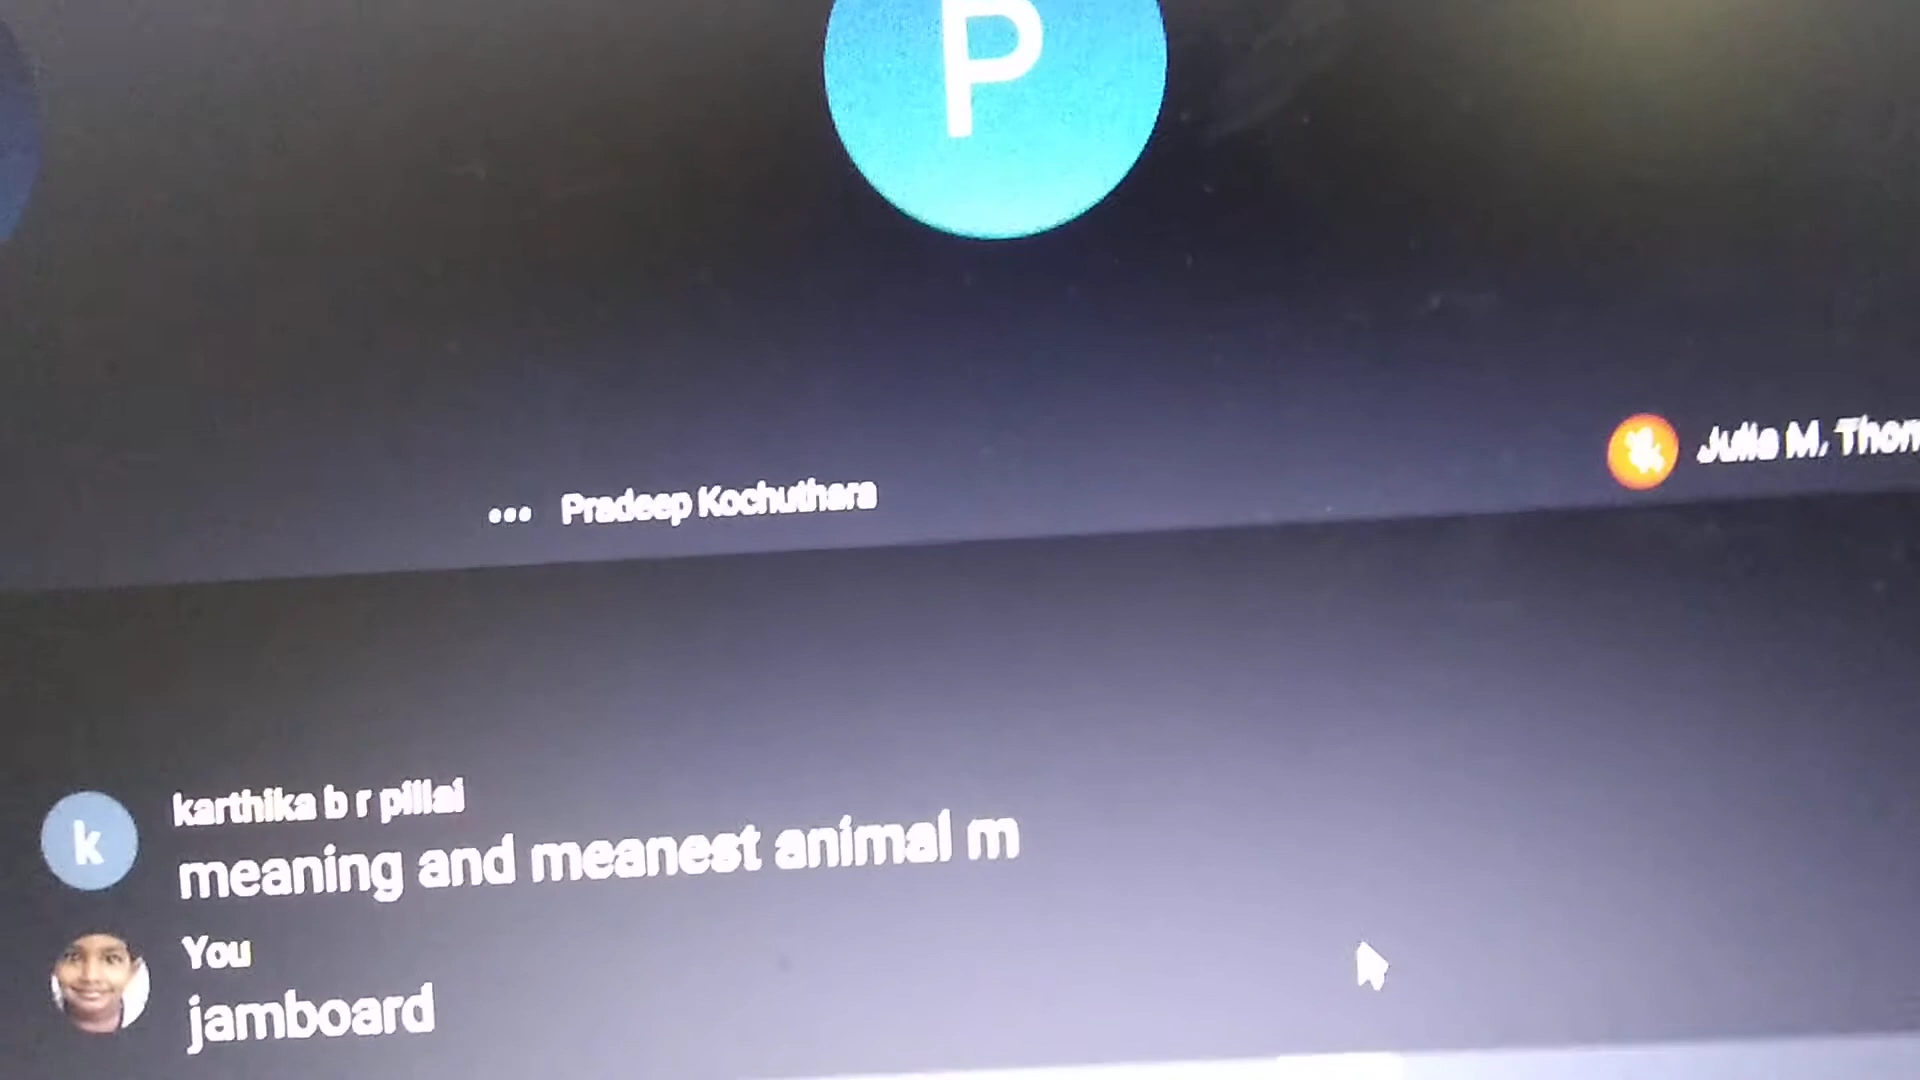 P
Pradeep Kochuthara
Julia M. Thom
karthika b r pillai
k
meaning and meanest animal m
You
jamboard